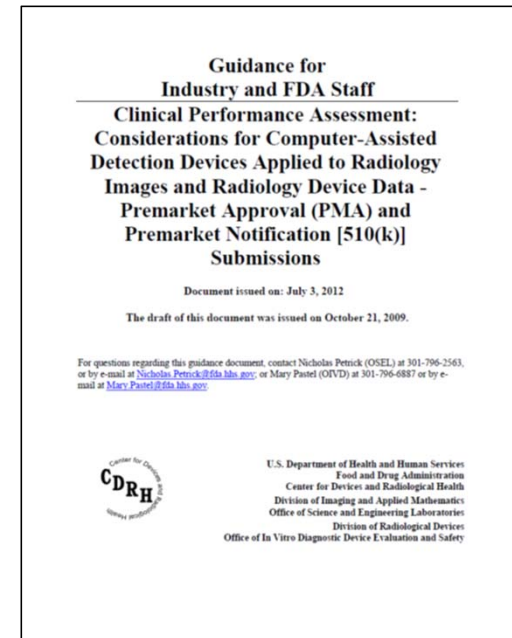 Guidance for
Industry and FDA Staff
Clinical Performance Assessment:
Considerations for Computer-Assisted
Detection Devices Applied to Radiology
Images and Radiology Device Data -
Premarket Approval (PMA) and
Premarket Notification [510(k)]
Submissions
Document issued on: July 3, 2012
The draft of this document was issued on October 21, 2009.
For questions regarding this guidance document, contact Nicholas Petrick (OSEL) at 301-796-2563,
or by e-mail at Nicholas.Petrick@fda.hhs.gov; or Mary Pastel (OIVD) at 301-796-6887 or by e-
mail at Mary.Pastel@fda.hhs.gov.
Center for Devices
and Radiological Health
CDRH
U.S. Department of Health and Human Services
Food and Drug Administration
Center for Devices and Radiological Health
Division of Imaging and Applied Mathematics
Office of Science and Engineering Laboratories
Division of Radiological Devices
Office of In Vitro Diagnostic Device Evaluation and Safety